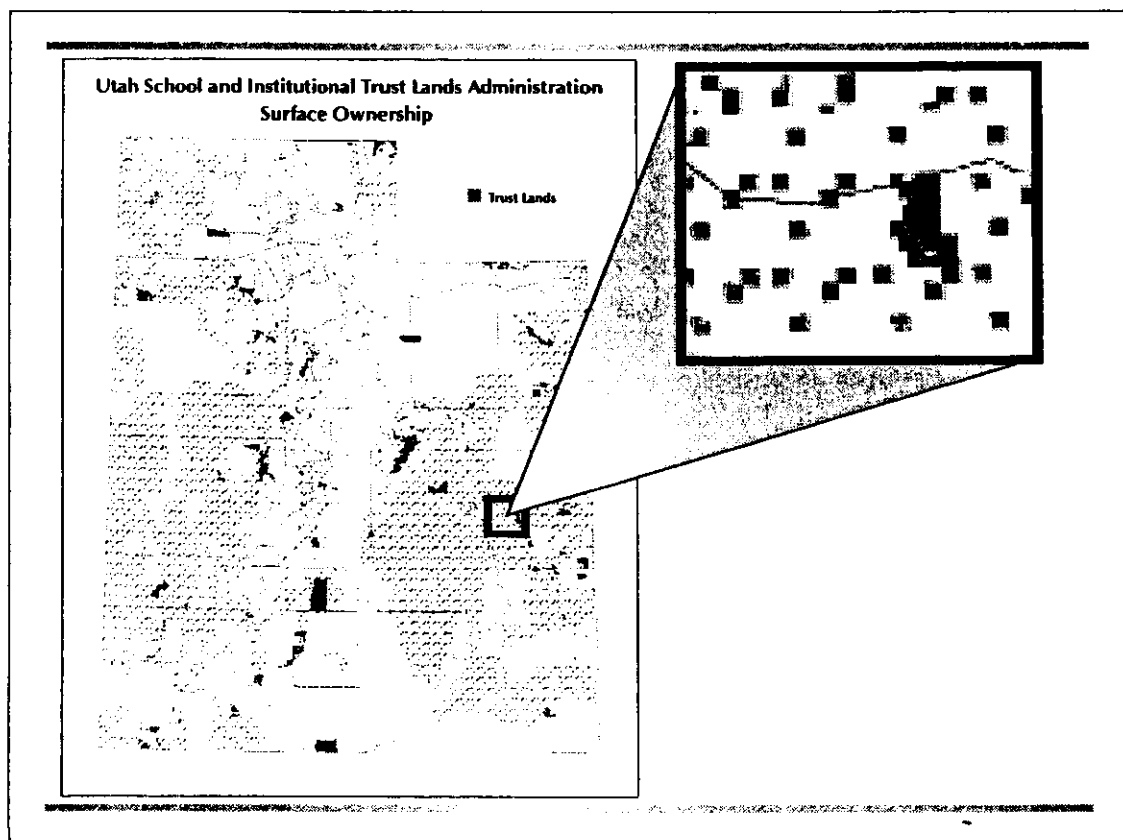 Utah School and Institutional Trust Lands Administration
Surface Ownership
Trust Lands